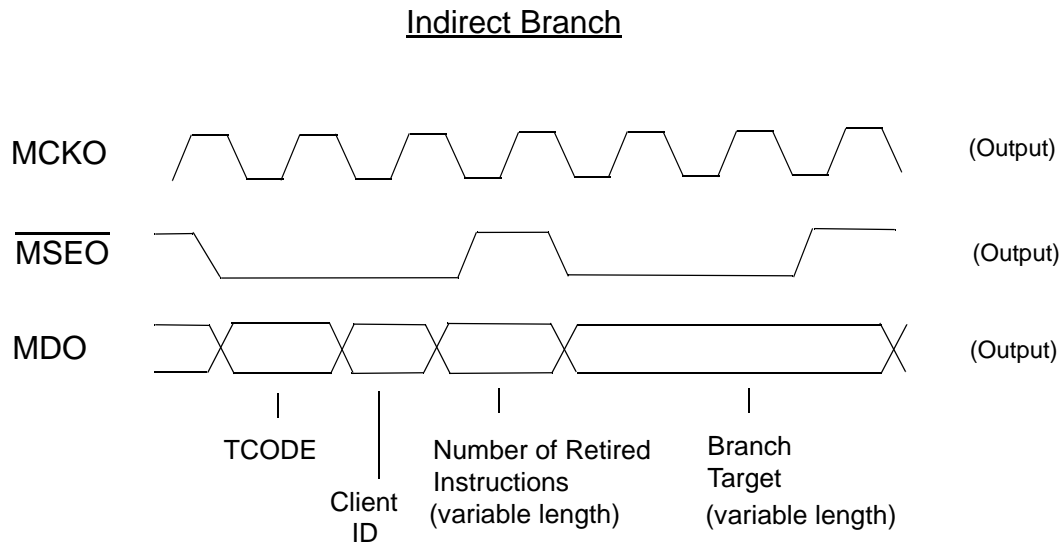 Indirect Branch
MCKO
(Output)
MSEO
(Output)
MDO
(Output)
TCODE
Client
ID
Number of Retired
Instructions
(variable length)
Branch
Target
(variable length)